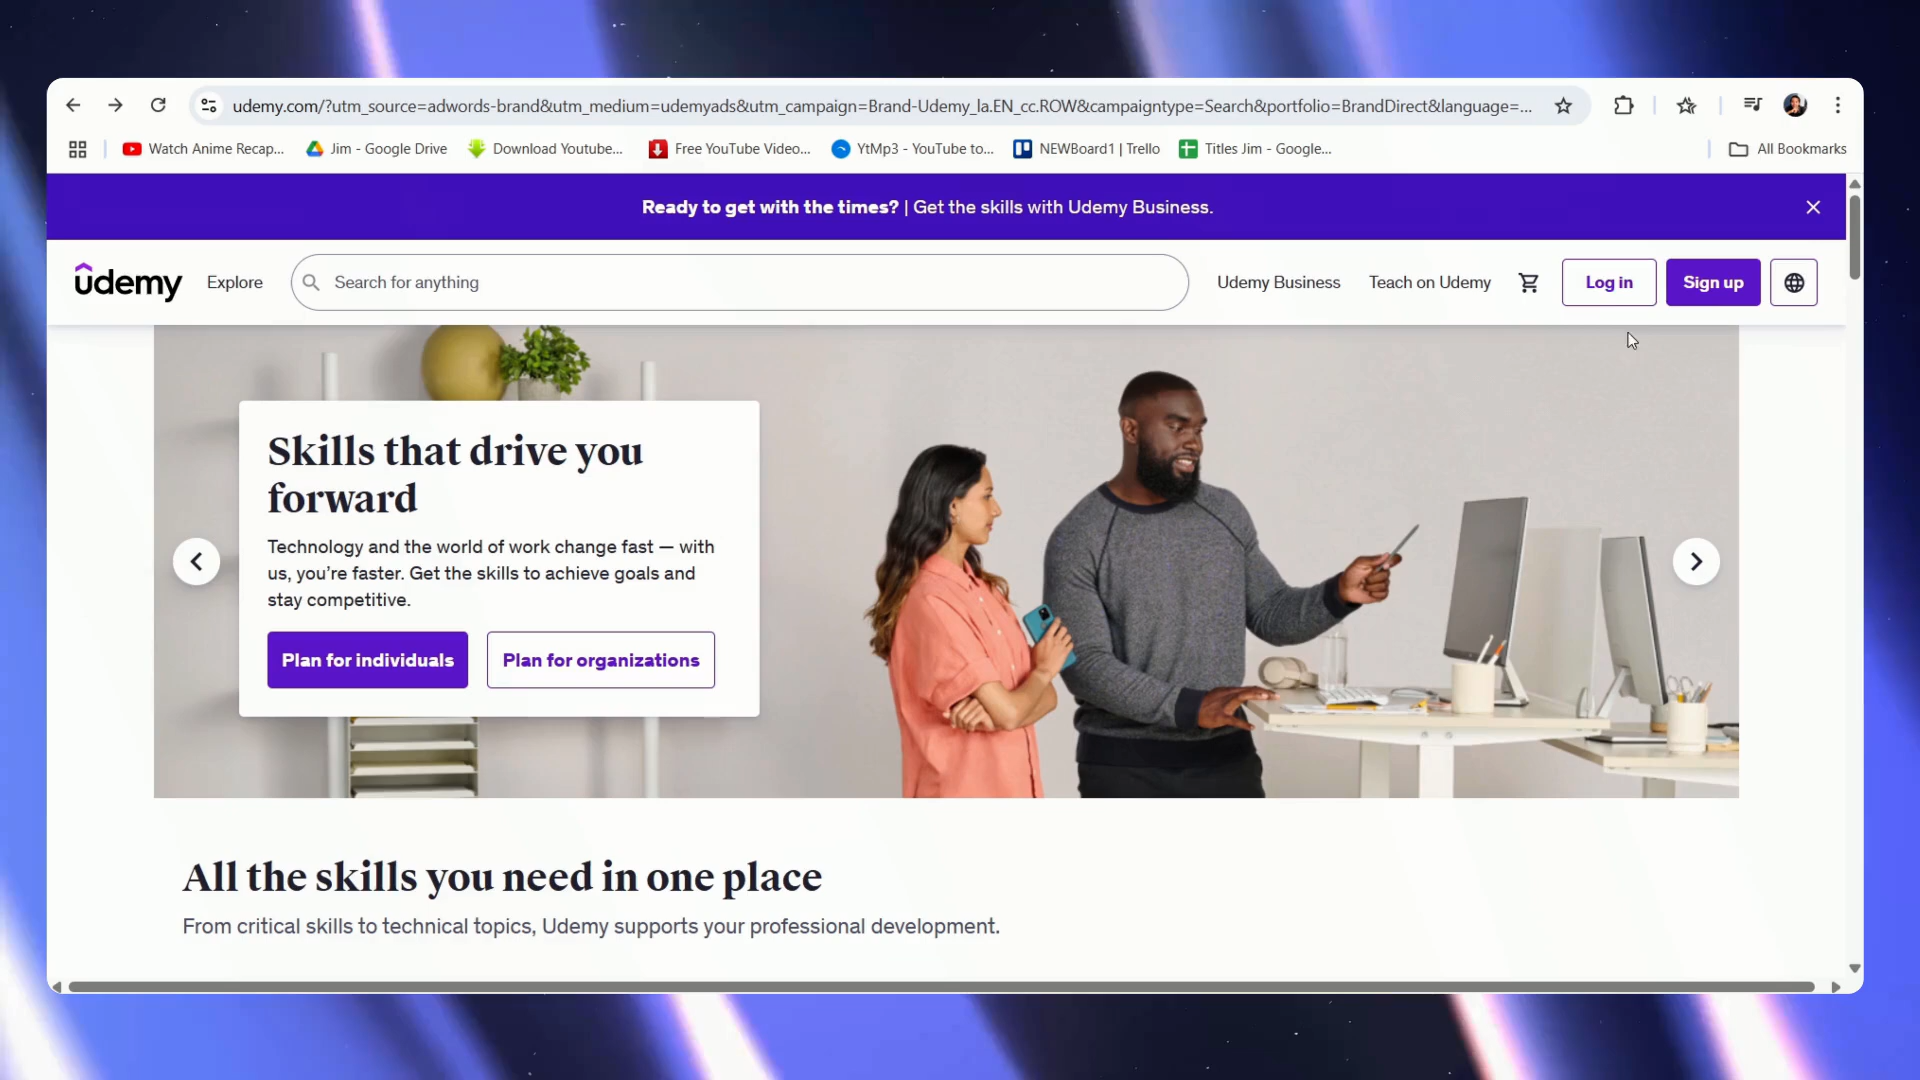 udemy.com/?utm_source=adwords-brand&utm_medium=udemyads&utm_campaign=Brand-Udemy_la.EN_cc.ROW&campaigntype=Search&portfolio=BrandDirect&language=...
Watch Anime Recap...
Jim - Google Drive
Download Youtube...
Free YouTube Video...
YtMp3 - YouTube to...
NEWBoard1 | Trello
Titles Jim - Google...
All Bookmarks
Ready to get with the times? | Get the skills with Udemy Business.
udemy
Explore
Search for anything
Udemy Business
Teach on Udemy
Log in
Sign up
Skills that drive you
forward
Technology and the world of work change fast — with
us, you’re faster. Get the skills to achieve goals and
stay competitive.
Plan for individuals
Plan for organizations
All the skills you need in one place
From critical skills to technical topics, Udemy supports your professional development.